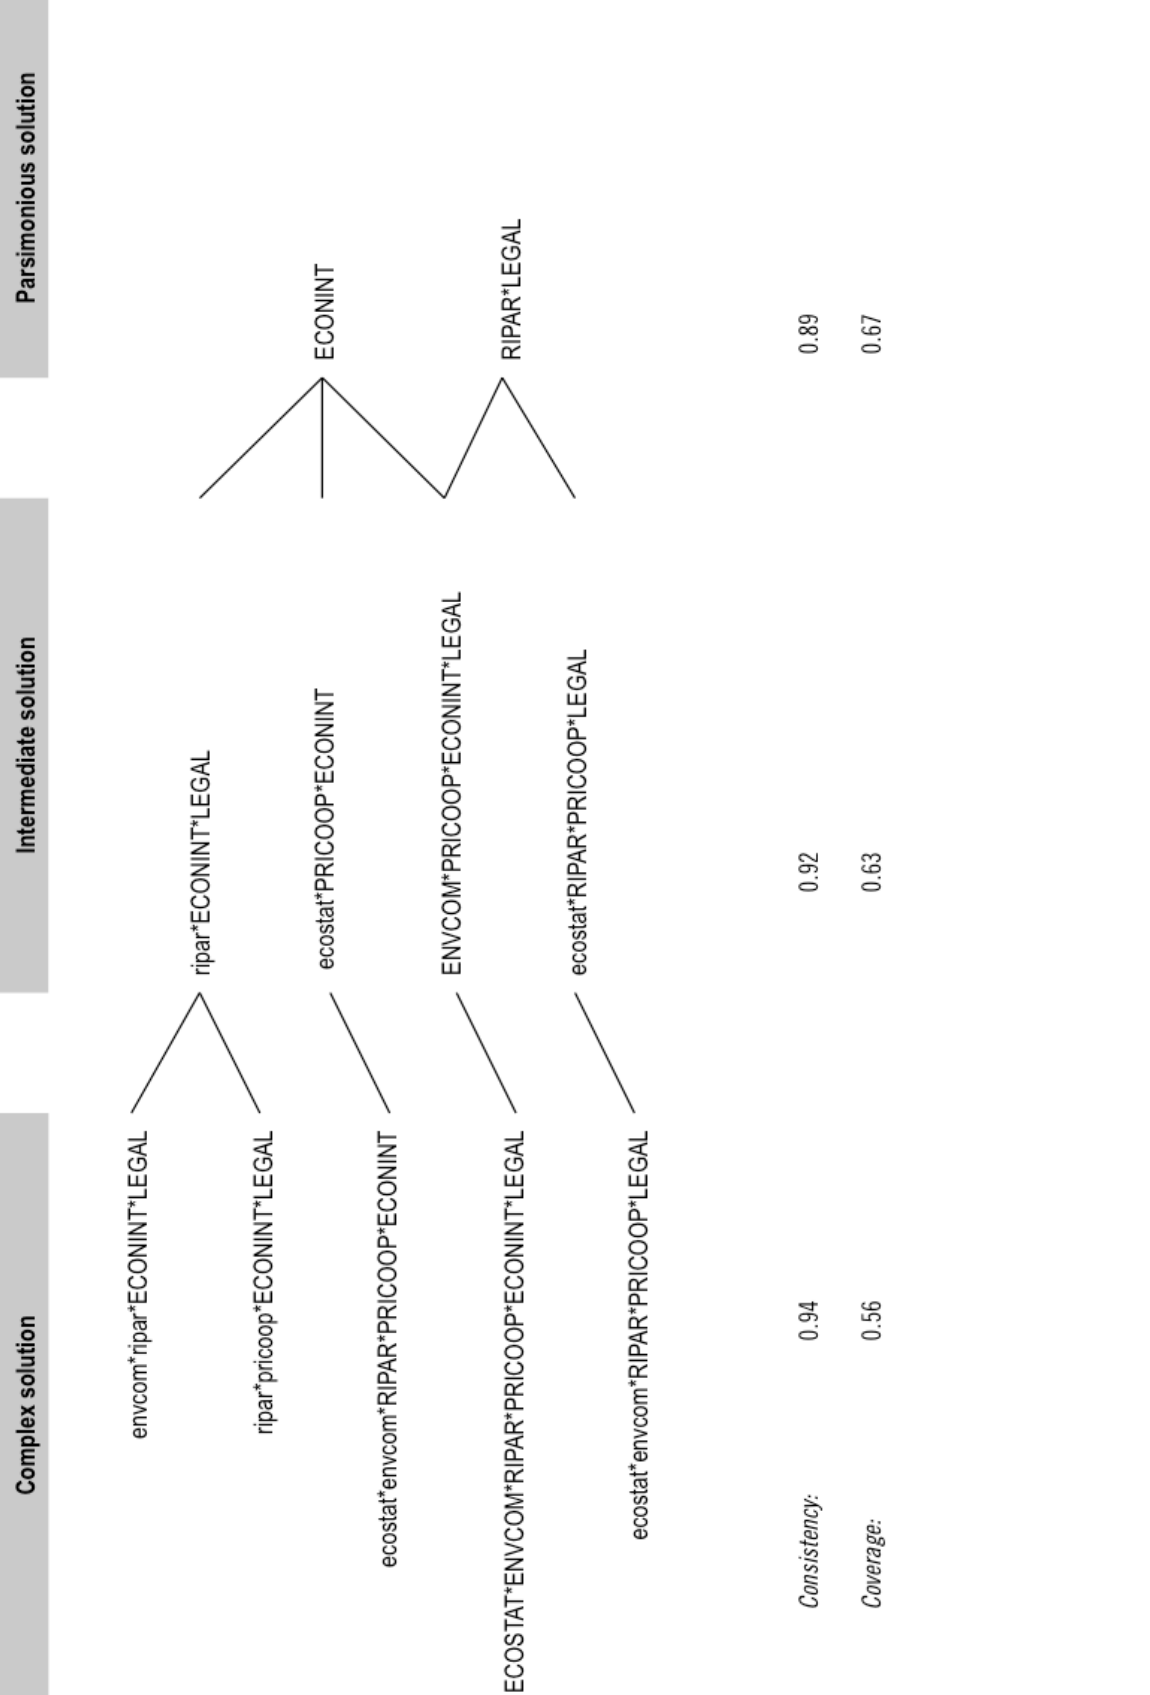 Complex solution
Intermediate solution
Parsimonious solution
envcom*ripar*ECONINT*LEGAL
ripar*ECONINT*LEGAL
ripar*pricoop*ECONINT*LEGAL
ecostat*PRICOOP*ECONINT
ECONINT
ecostat*envcom*RIPAR*PRICOOP*ECONINT
ENVCOM*PRICOOP*ECONINT*LEGAL
ECOSTAT*ENVCOM*RIPAR*PRICOOP*ECONINT*LEGAL
RIPAR*LEGAL
ecostat*RIPAR*PRICOOP*LEGAL
ecostat*envcom*RIPAR*PRICOOP*LEGAL
Consistency: 0.94 0.92 0.89
Coverage: 0.56 0.63 0.67